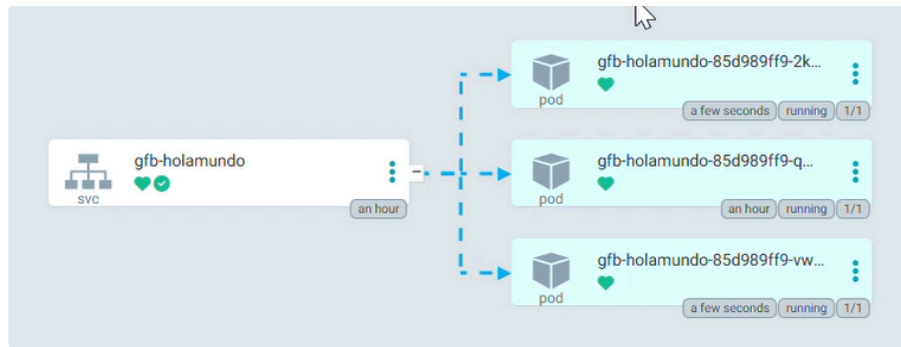 gfb-holamundo-85d989ff9-2k...
pod
a few seconds running 1/1
gfb-holamundo
svc
an hour
gfb-holamundo-85d989ff9-q...
pod
an hour running 1/1
gfb-holamundo-85d989ff9-vw...
pod
a few seconds running 1/1